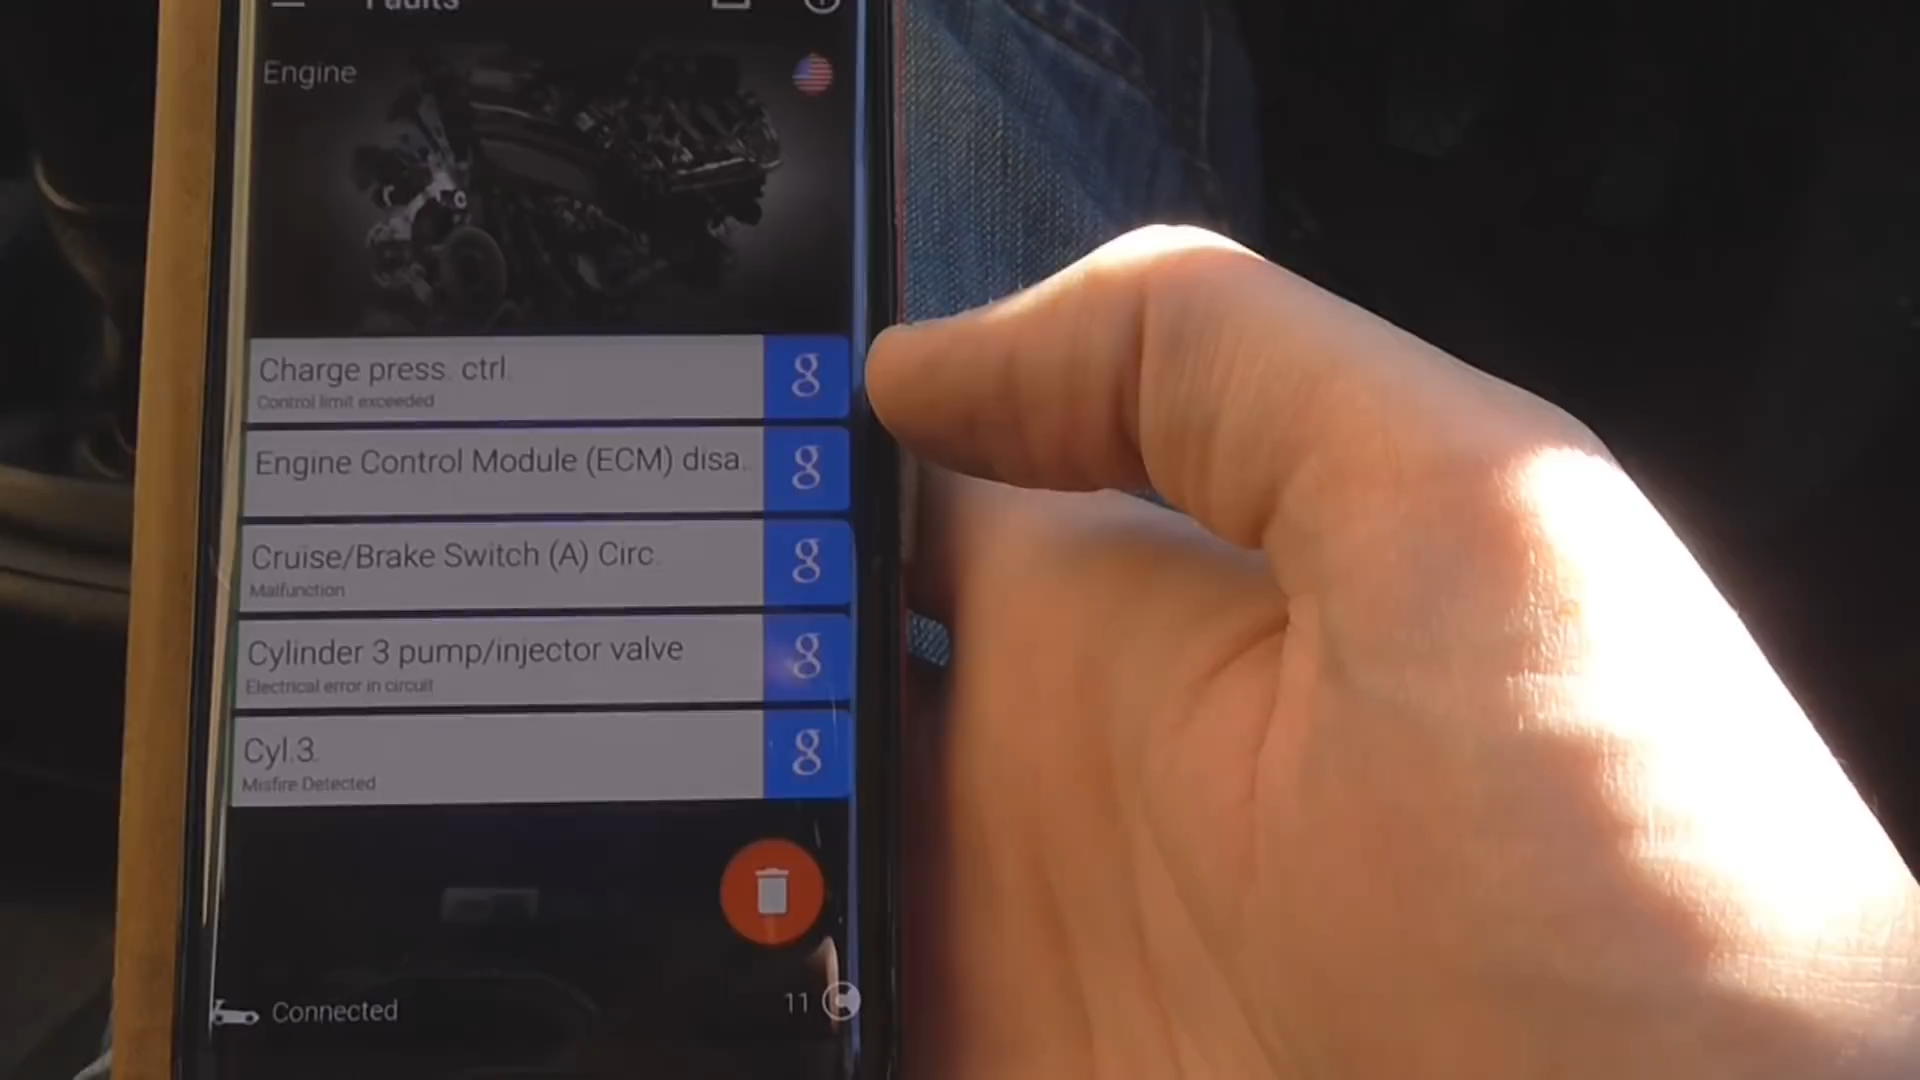 Faults
Engine
Charge press. ctrl.
Control limit exceeded
g
Engine Control Module (ECM) disa..
g
Cruise/Brake Switch (A) Circ.
Malfunction
g
Cylinder 3 pump/injector valve
Electrical error in circuit
g
Cyl.3.
Misfire Detected
g
Connected
11